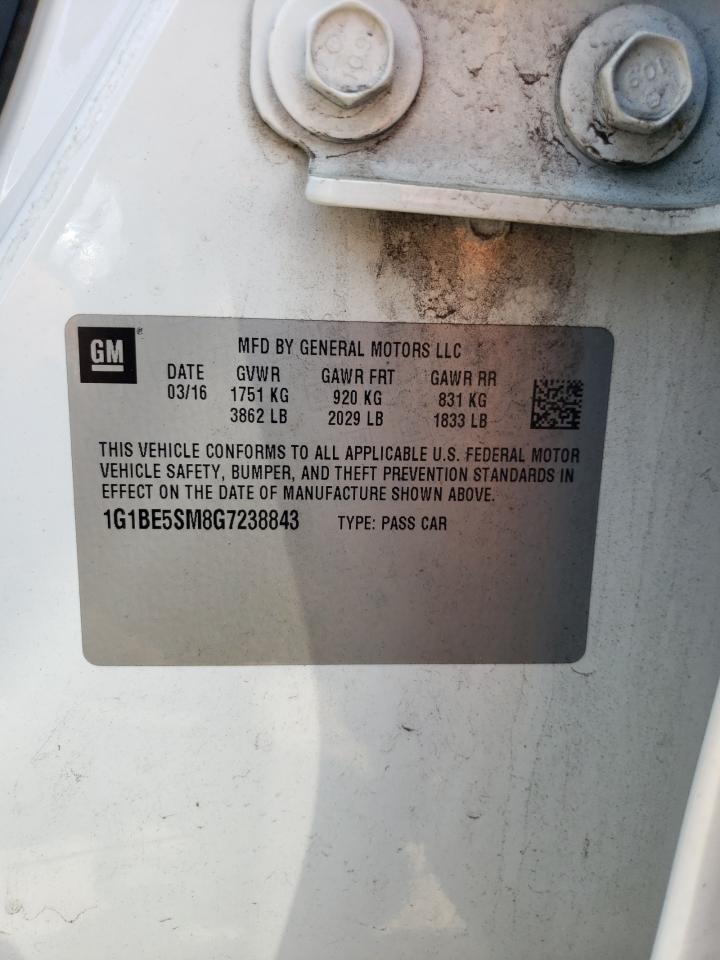 GM
MFD BY GENERAL MOTORS LLC
DATE GVWR GAWR FRT GAWR RR
03/16 1751 KG 920 KG 831 KG
3862 LB 2029 LB 1833 LB
THIS VEHICLE CONFORMS TO ALL APPLICABLE U.S. FEDERAL MOTOR
VEHICLE SAFETY, BUMPER, AND THEFT PREVENTION STANDARDS IN
EFFECT ON THE DATE OF MANUFACTURE SHOWN ABOVE.
1G1BE5SM8G7238843 TYPE: PASS CAR